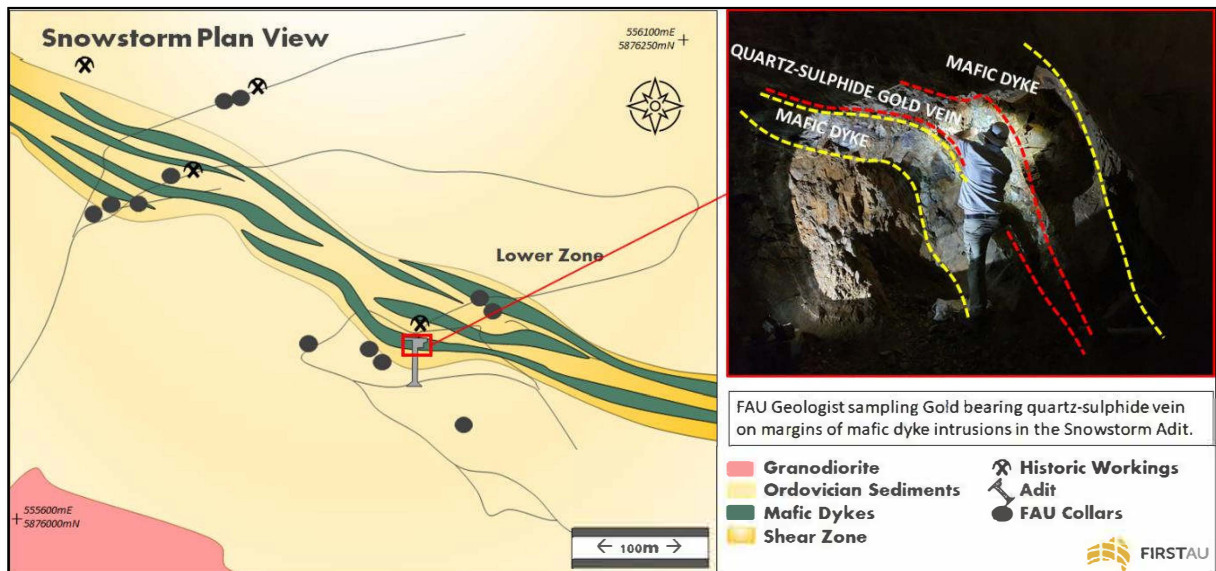 Snowstorm Plan View
556100mE
5876250mN
Lower Zone
555600mE
5876000mN
← 100m →
QUARTZ-SULPHIDE GOLD VEIN
MAFIC DYKE
MAFIC DYKE
FAU Geologist sampling Gold bearing quartz-sulphide vein
on margins of mafic dyke intrusions in the Snowstorm Adit.
Granodiorite
Ordovician Sediments
Mafic Dykes
Shear Zone
Historic Workings
Adit
FAU Collars
FIRSTAU